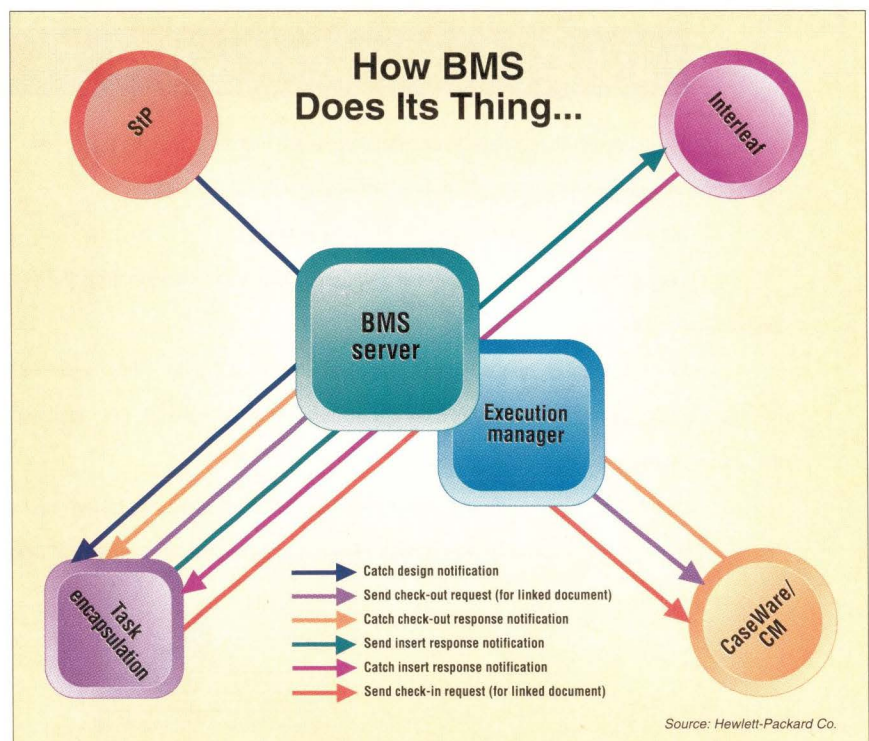 How BMS
Does Its Thing...
StP
Interleaf
BMS
server
Execution
manager
Task
encapsulation
CaseWare/
CM
Catch design notification
Send check-out request (for linked document)
Catch check-out response notification
Send insert response notification
Catch insert response notification
Send check-in request (for linked document)
Source: Hewlett-Packard Co.